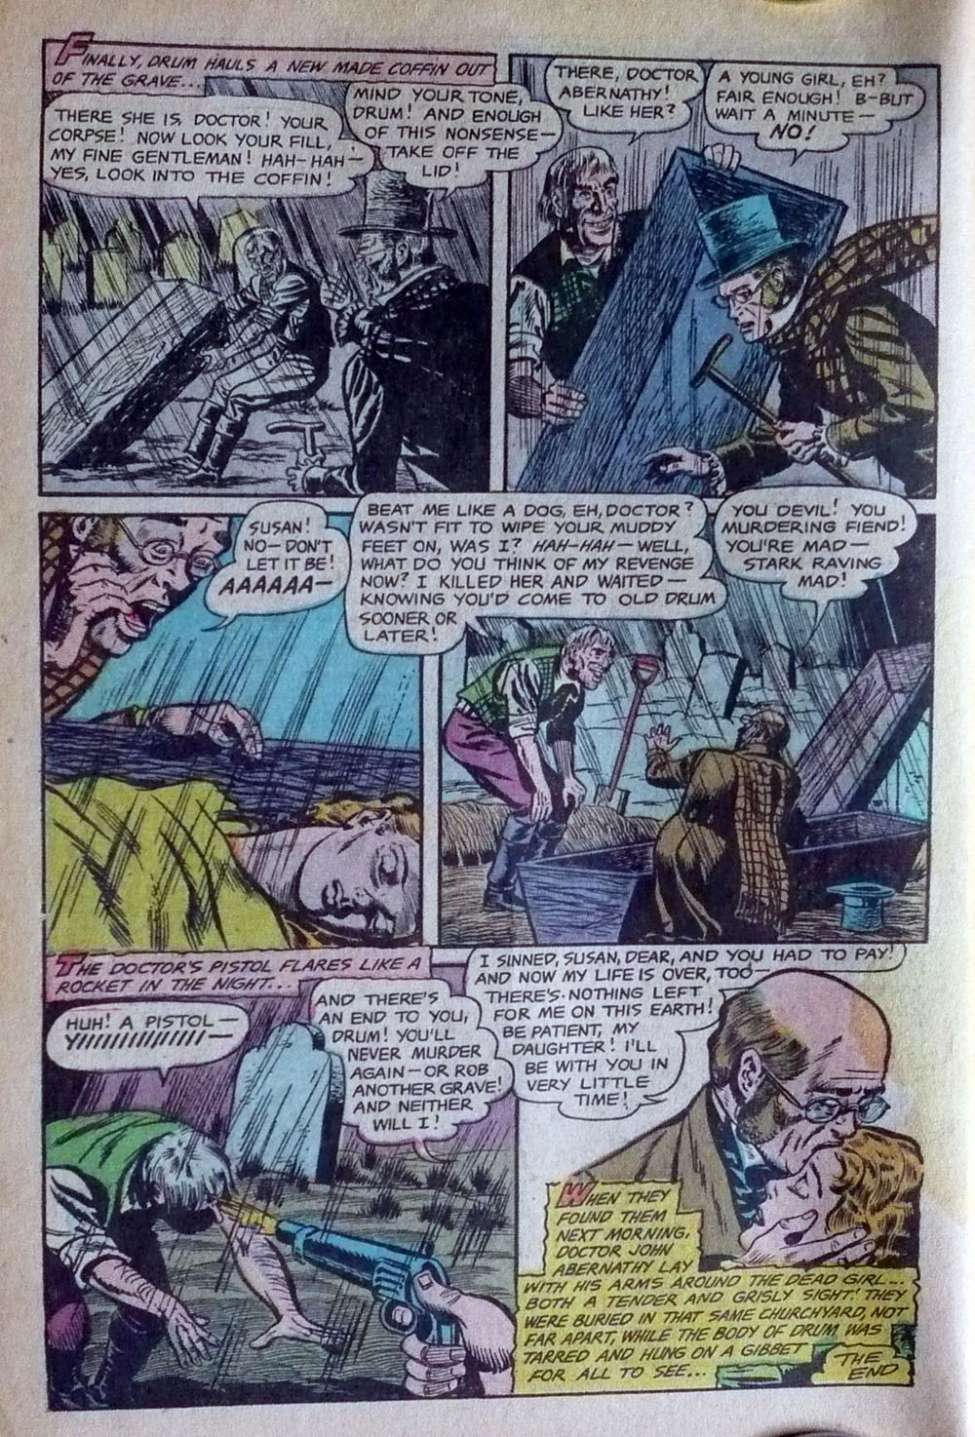 FINALLY, DRUM HAULS A NEW MADE COFFIN OUT
OF THE GRAVE...
THERE SHE IS, DOCTOR! YOUR
CORPSE! NOW LOOK YOUR FILL,
MY FINE GENTLEMAN! HAH-HAH—
YES, LOOK INTO THE COFFIN!
MIND YOUR TONE,
DRUM! AND ENOUGH
OF THIS NONSENSE—
TAKE OFF THE
LID!
THERE, DOCTOR
ABERNATHY!
LIKE HER?
A YOUNG GIRL, EH?
FAIR ENOUGH! B-BUT
WAIT A MINUTE—
NO!
SUSAN!
NO—DON'T
LET IT BE!
AAAAAA—
BEAT ME LIKE A DOG, EH, DOCTOR?
WASN'T FIT TO WIPE YOUR MUDDY
FEET ON, WAS I? HAH-HAH—WELL,
WHAT DO YOU THINK OF MY REVENGE
NOW? I KILLED HER AND WAITED—
KNOWING YOU'D COME TO OLD DRUM
SOONER OR
LATER!
YOU DEVIL! YOU
MURDERING FIEND!
YOU'RE MAD—
STARK RAVING
MAD!
THE DOCTOR'S PISTOL FLARES LIKE A
ROCKET IN THE NIGHT...
HUH! A PISTOL—
YIIIIIIIIIIIIIII—
AND THERE'S
AN END TO YOU,
DRUM! YOU'LL
NEVER MURDER
AGAIN—OR ROB
ANOTHER GRAVE!
AND NEITHER
WILL I!
I SINNED, SUSAN, DEAR, AND YOU HAD TO PAY!
AND NOW MY LIFE IS OVER, TOO—
THERE'S NOTHING LEFT
FOR ME ON THIS EARTH!
BE PATIENT, MY
DAUGHTER! I'LL
BE WITH YOU IN
VERY LITTLE
TIME!
WHEN THEY
FOUND THEM
NEXT MORNING,
DOCTOR JOHN
ABERNATHY LAY
WITH HIS ARMS AROUND THE DEAD GIRL...
BOTH A TENDER AND GRISLY SIGHT! THEY
WERE BURIED IN THAT SAME CHURCHYARD, NOT
FAR APART, WHILE THE BODY OF DRUM WAS
TARRED AND HUNG ON A GIBBET
FOR ALL TO SEE...
THE
END